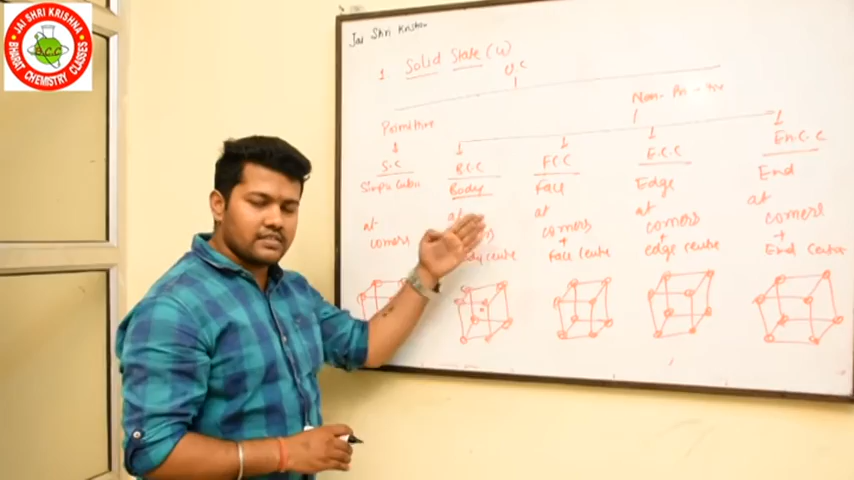 JAI SHRI KRISHNA
B.C.C
BHARAT CHEMISTRY CLASSES
Jai Shri Krishna
1. Solid State (4)
U.C
Primitive
Non-Pri-tive
S.C
B.C.C
F.C.C
E.C.C
End.C.C
Simple Cubic
Body
Face
Edge
End
at corners
at
at corners + face centre
at corners + edge centre
at corners + End centre